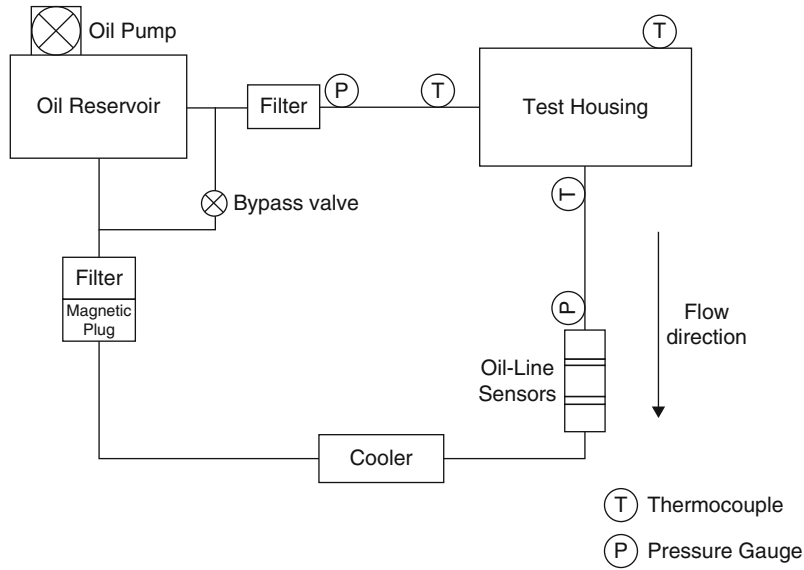 Oil Pump
T
Oil Reservoir
Filter
P
T
Test Housing
T
Bypass valve
Filter
Magnetic
Plug
P
Flow
direction
Oil-Line
Sensors
Cooler
T Thermocouple
P Pressure Gauge